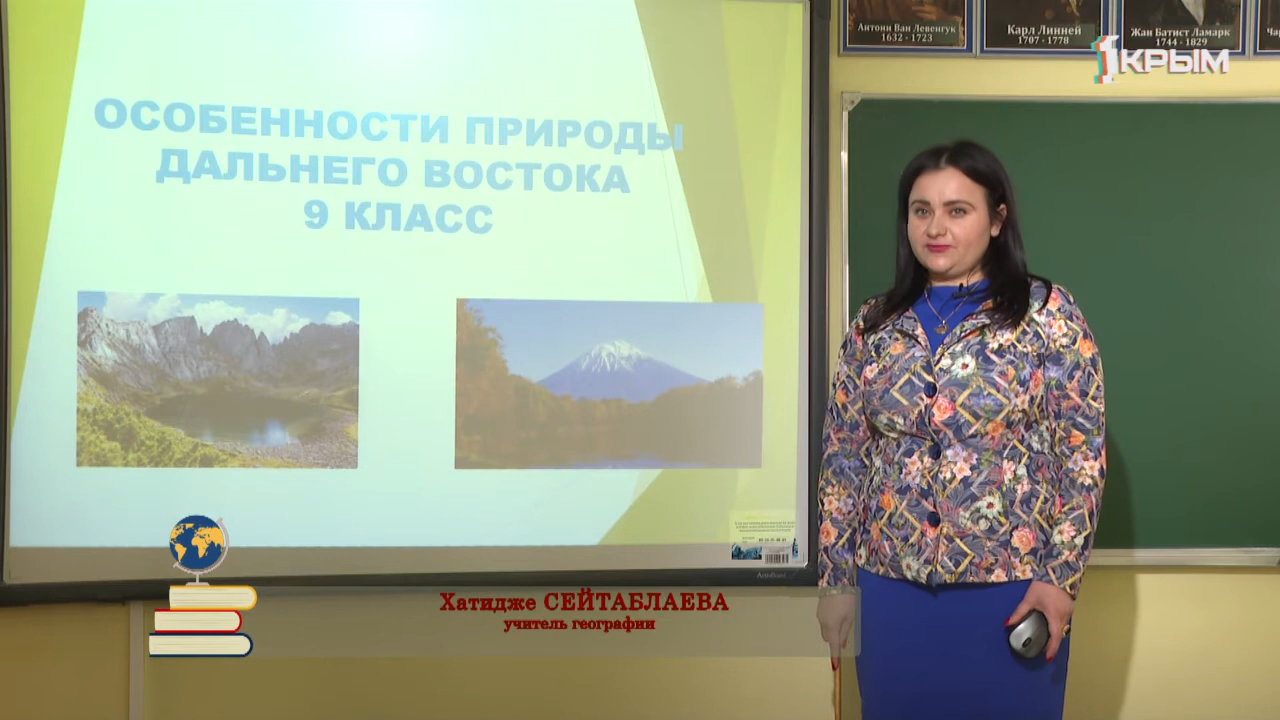 Антони Ван Левенгук
1632 - 1723
Карл Линней
1707 - 1778
Жан Батист Ламарк
1744 - 1829
1КРЫМ
ОСОБЕННОСТИ ПРИРОДЫ
ДАЛЬНЕГО ВОСТОКА
9 КЛАСС
Хатидже СЕЙТАБЛАЕВА
учитель географии